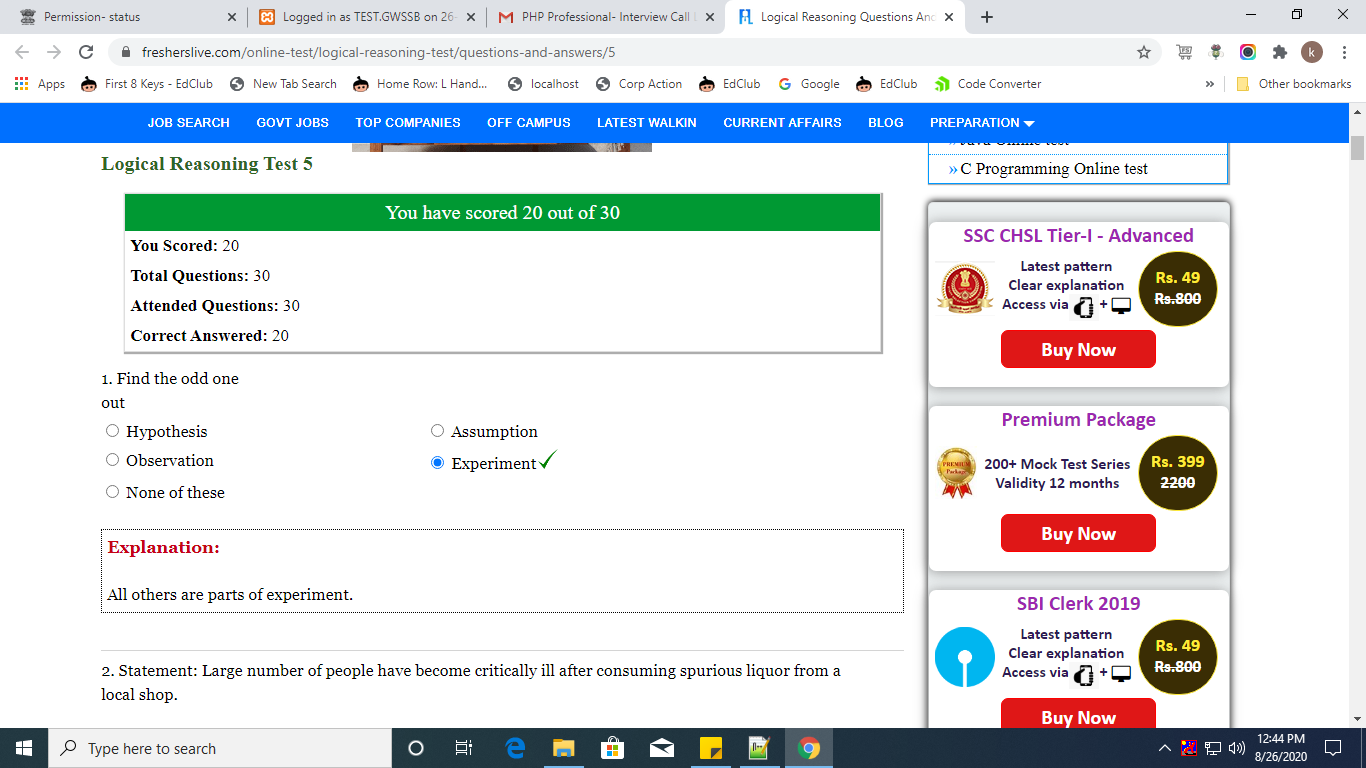 Permission- status
Logged in as TEST.GWSSB on 26-
PHP Professional- Interview Call
Logical Reasoning Questions And
fresherslive.com/online-test/logical-reasoning-test/questions-and-answers/5
k
Apps
First 8 Keys - EdClub
New Tab Search
Home Row: L Hand...
localhost
Corp Action
EdClub
Google
EdClub
Code Converter
»
Other bookmarks
JOB SEARCH
GOVT JOBS
TOP COMPANIES
OFF CAMPUS
LATEST WALKIN
CURRENT AFFAIRS
BLOG
PREPARATION
Logical Reasoning Test 5
You have scored 20 out of 30
You Scored: 20
Total Questions: 30
Attended Questions: 30
Correct Answered: 20
1. Find the odd one
out
Hypothesis
Assumption
Observation
Experiment
None of these
Explanation:
All others are parts of experiment.
2. Statement: Large number of people have become critically ill after consuming spurious liquor from a
local shop.
» Java Online test
» C Programming Online test
SSC CHSL Tier-I - Advanced
Latest pattern
Clear explanation
Access via +
Rs. 49
Rs.800
Buy Now
Premium Package
PREMIUM
Package
200+ Mock Test Series
Validity 12 months
Rs. 399
2200
Buy Now
SBI Clerk 2019
Latest pattern
Clear explanation
Access via +
Rs. 49
Rs.800
Buy Now
Type here to search
12:44 PM
8/26/2020